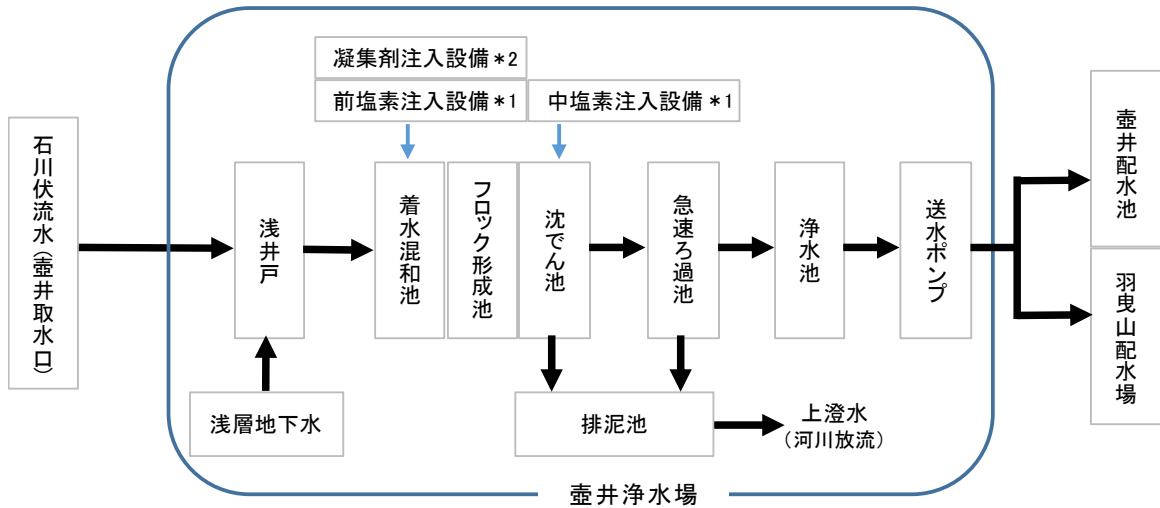 凝集剤注入設備*2
前塩素注入設備*1
中塩素注入設備*1
石川伏流水(壺井取水口)
浅井戸
着水混和池
フロック形成池
沈でん池
急速ろ過池
浄水池
送水ポンプ
壺井配水池
羽曳山配水場
浅層地下水
排泥池
上澄水
(河川放流)
壺井浄水場